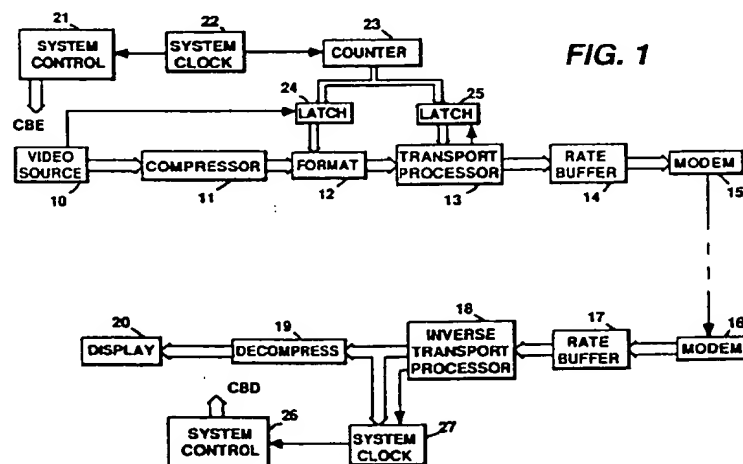 FIG. 1
21
SYSTEM
CONTROL
22
SYSTEM
CLOCK
23
COUNTER
CBE
24
LATCH
25
LATCH
VIDEO
SOURCE
10
COMPRESSOR
11
FORMAT
12
TRANSPORT
PROCESSOR
13
RATE
BUFFER
14
MODEM
15
20
DISPLAY
19
DECOMPRESS
18
INVERSE
TRANSPORT
PROCESSOR
17
RATE
BUFFER
16
MODEM
CBD
26
SYSTEM
CONTROL
SYSTEM
CLOCK
27